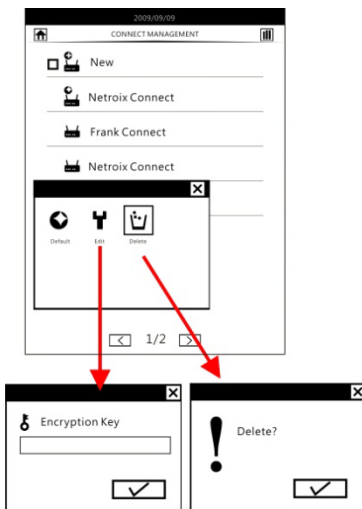 2009/09/09
CONNECT MANAGEMENT
New
Netroix Connect
Frank Connect
Netroix Connect
Default Edit Delete
1/2
Encryption Key
Delete?